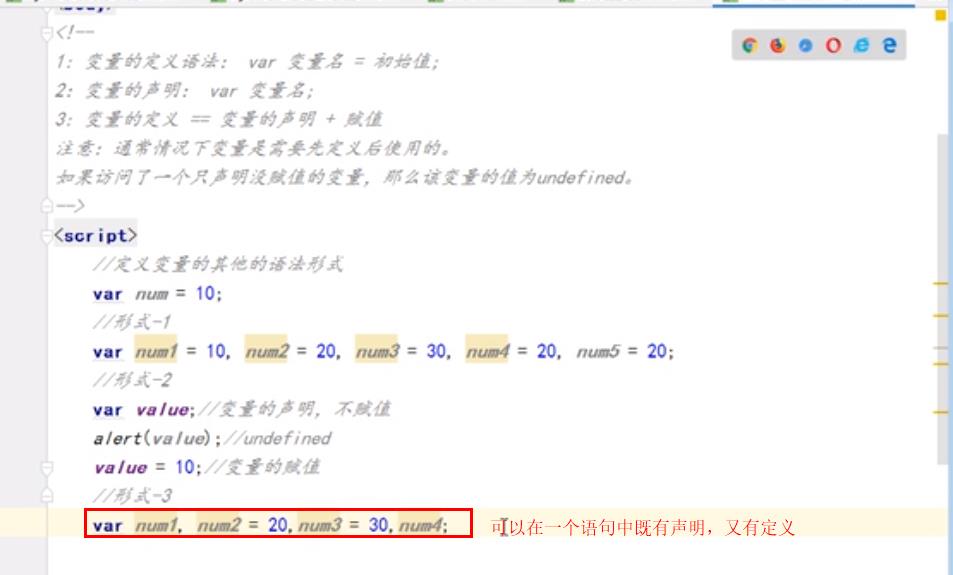 <!--
1: 变量的定义语法: var 变量名 = 初始值;
2: 变量的声明: var 变量名;
3: 变量的定义 == 变量的声明 + 赋值
注意: 通常情况下变量是需要先定义后使用的。
如果访问了一个只声明没赋值的变量, 那么该变量的值为undefined。
-->
<script>
//定义变量的其他的语法形式
var num = 10;
//形式-1
var num1 = 10, num2 = 20, num3 = 30, num4 = 20, num5 = 20;
//形式-2
var value;//变量的声明, 不赋值
alert(value);//undefined
value = 10;//变量的赋值
//形式-3
var num1, num2 = 20,num3 = 30,num4; 可以在一个语句中既有声明，又有定义